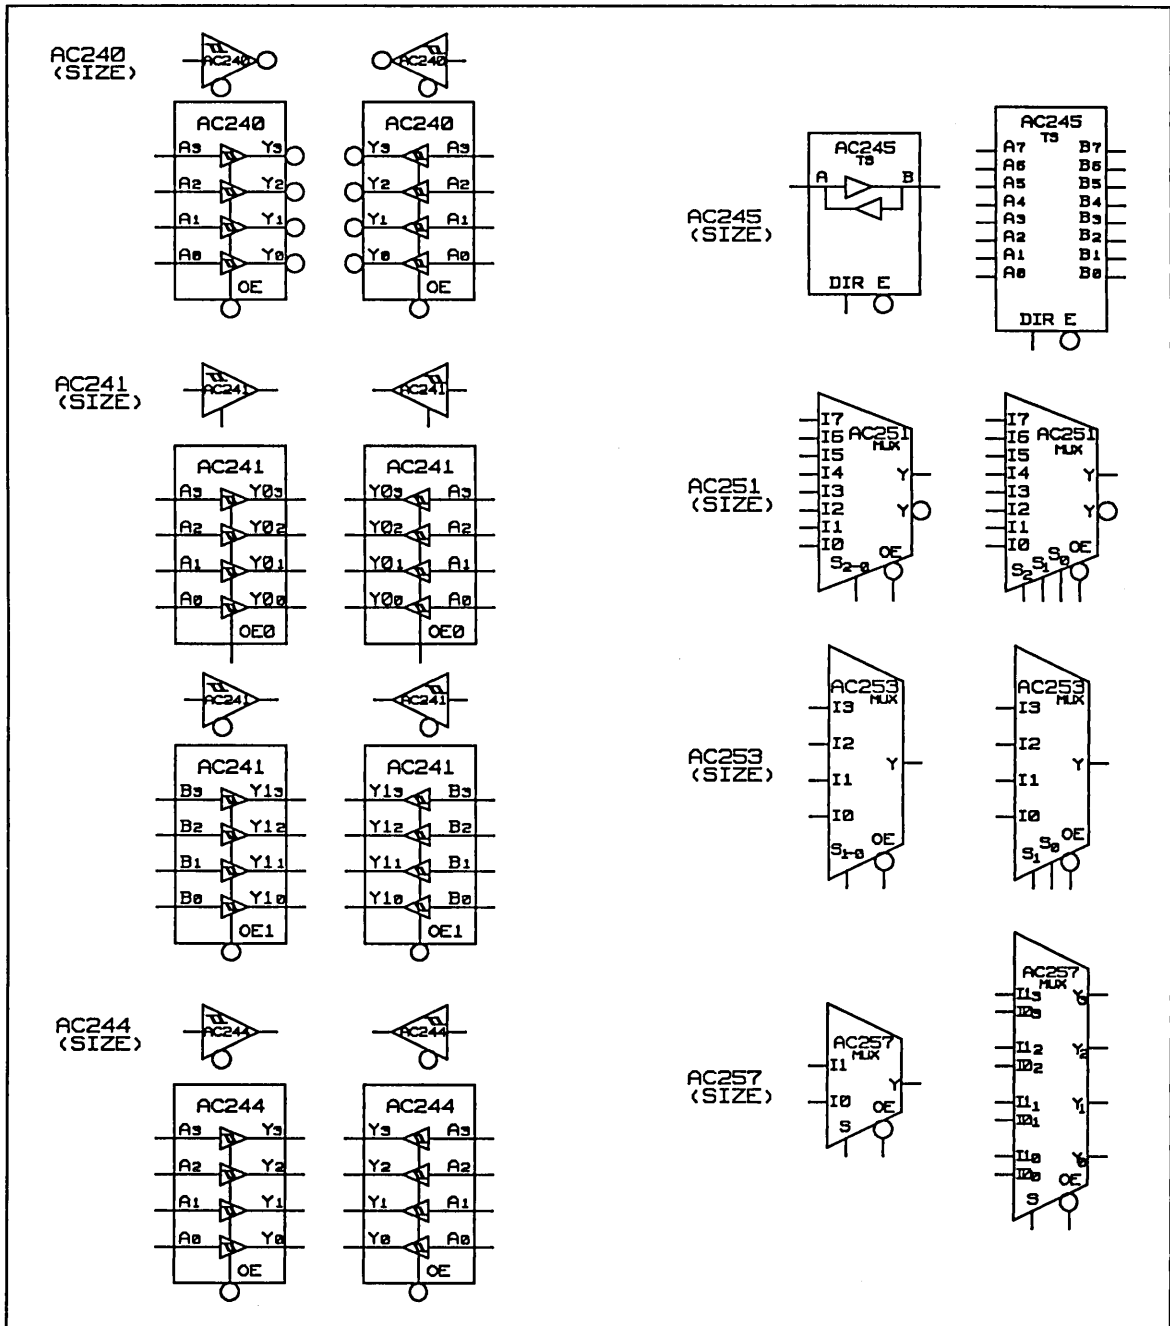 AC240
(SIZE)
AC240
AC240
AC240
A3 Y3
A2 Y2
A1 Y1
A0 Y0
OE
AC240
Y3 A3
Y2 A2
Y1 A1
Y0 A0
OE
AC241
(SIZE)
AC241
AC241
AC241
A3 Y03
A2 Y02
A1 Y01
A0 Y00
OE0
AC241
Y03 A3
Y02 A2
Y01 A1
Y00 A0
OE0
AC241
AC241
AC241
B3 Y13
B2 Y12
B1 Y11
B0 Y10
OE1
AC241
Y13 B3
Y12 B2
Y11 B1
Y10 B0
OE1
AC244
(SIZE)
AC244
AC244
AC244
A3 Y3
A2 Y2
A1 Y1
A0 Y0
OE
AC244
Y3 A3
Y2 A2
Y1 A1
Y0 A0
OE
AC245
(SIZE)
AC245
TS
A B
DIR E
AC245
TS
A7 B7
A6 B6
A5 B5
A4 B4
A3 B3
A2 B2
A1 B1
A0 B0
DIR E
AC251
(SIZE)
I7
I6 AC251
I5 MUX
I4 Y
I3
I2 Y
I1
I0 OE
S2-0
I7
I6 AC251
I5 MUX
I4 Y
I3
I2 Y
I1
I0 OE
S2 S1 S0
AC253
(SIZE)
AC253
MUX
I3
I2
Y
I1
I0
OE
S1-0
AC253
MUX
I3
I2
Y
I1
I0
OE
S1 S0
AC257
(SIZE)
AC257
MUX
I1
Y
I0
OE
S
AC257
MUX
I13 Y3
I03
I12 Y2
I02
I11 Y1
I01
I10 Y0
I00
OE
S